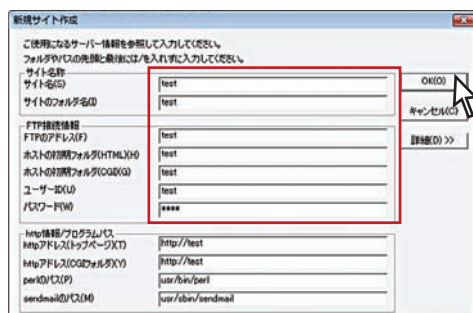 新規サイト作成
ご使用になるサーバー情報を参照して入力してください。
フォルダやパスの先頭と最後には/を入れずに入力してください。
サイト名称
サイト名(S) test
サイトのフォルダ名(I) test
OK(O)
キャンセル(C)
詳細(D) >>
FTP接続情報
FTPのアドレス(F) test
ホストの初期フォルダ(HTML)(H) test
ホストの初期フォルダ(CGI)(G) test
ユーザーID(U) test
パスワード(W) ****
http情報/プログラムパス
httpアドレス(トップページ)(T) http://test
httpアドレス(CGIフォルダ)(Y) http://test
perlのパス(P) usr/bin/perl
sendmailのパス(M) usr/sbin/sendmail